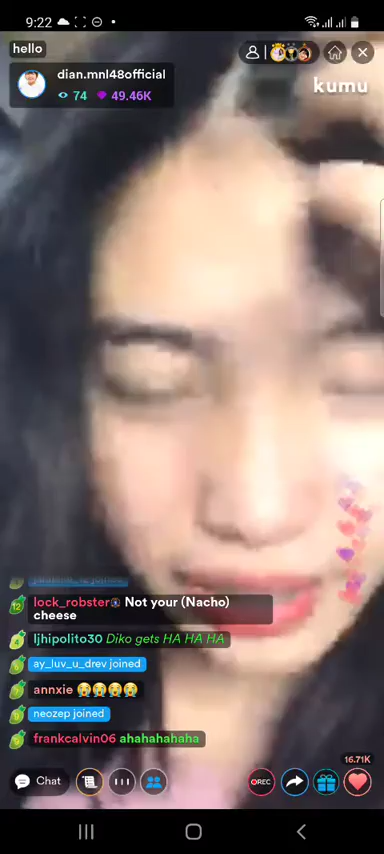 9:22
hello
dian.mnl48official
74 49.46K
kumu
lock_robster Not your (Nacho)
cheese
ljhipolito30 Diko gets HA HA HA
ay_luv_u_drev joined
annxie 😭😭😭😭
neozep joined
frankcalvin06 ahahahahaha
16.71K
Chat REC